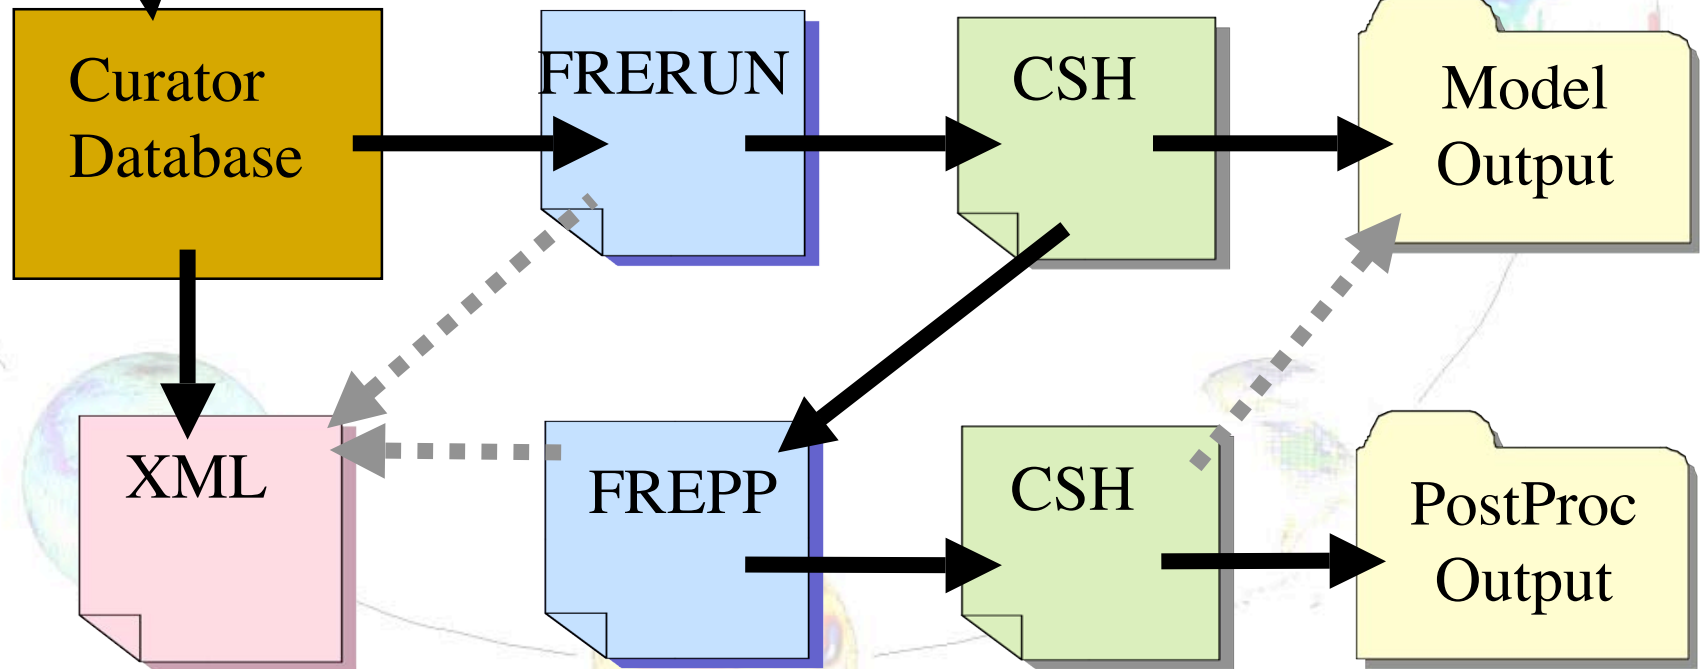 Curator
Database
FRERUN
CSH
Model
Output
XML
FREPP
CSH
PostProc
Output